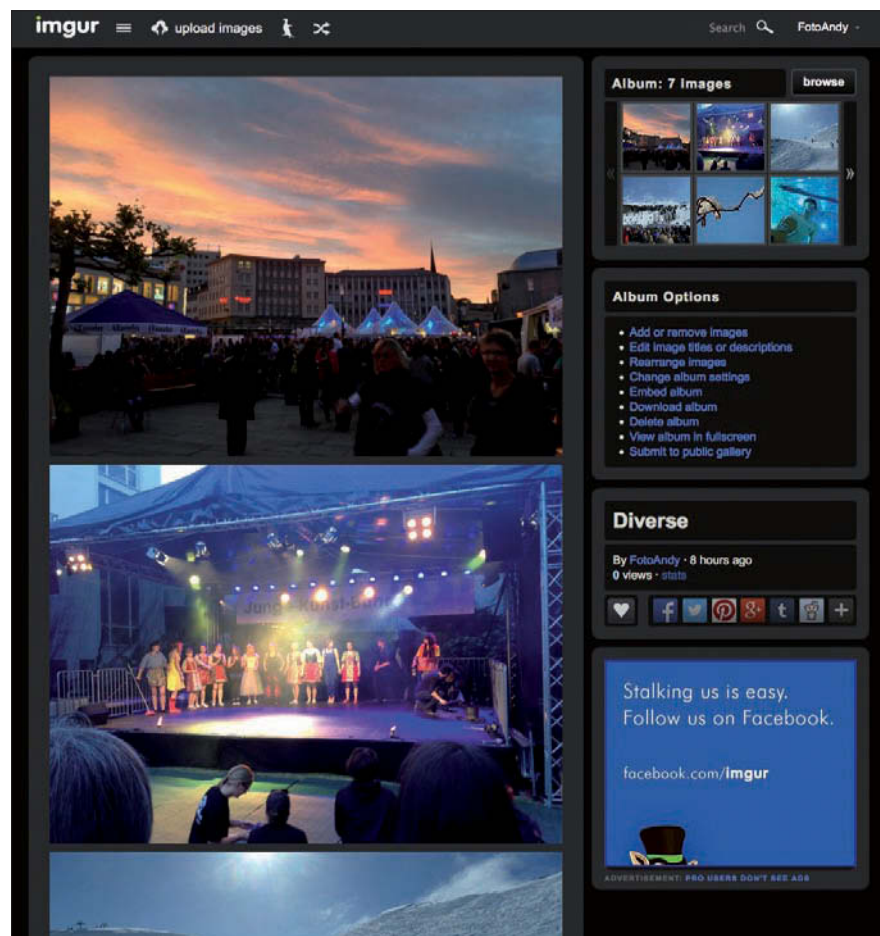 imgur
upload images
Search
FotoAndy
Album: 7 Images
browse
Album Options
Add or remove images
Edit image titles or descriptions
Rearrange images
Change album settings
Embed album
Download album
Delete album
View album in fullscreen
Submit to public gallery
Diverse
By FotoAndy · 8 hours ago
0 views · stats
Stalking us is easy.
Follow us on Facebook.
facebook.com/imgur
ADVERTISEMENT: PRO USERS DON'T SEE ADS